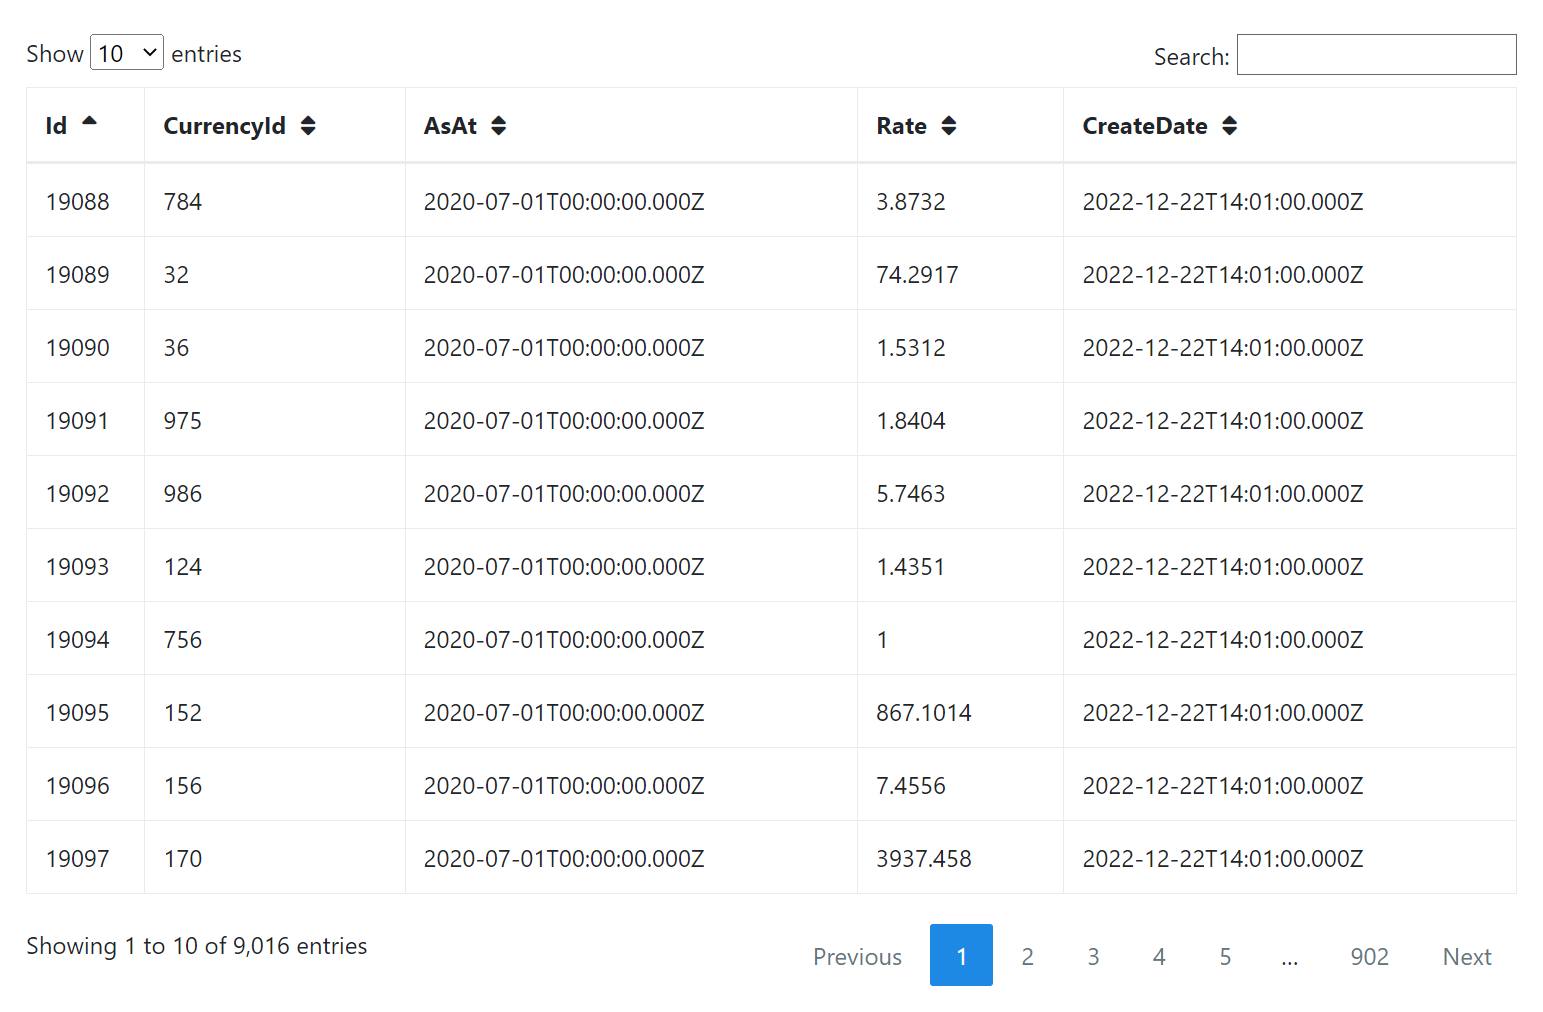 Show 10 entries Search:
Id CurrencyId AsAt Rate CreateDate
19088 784 2020-07-01T00:00:00.000Z 3.8732 2022-12-22T14:01:00.000Z
19089 32 2020-07-01T00:00:00.000Z 74.2917 2022-12-22T14:01:00.000Z
19090 36 2020-07-01T00:00:00.000Z 1.5312 2022-12-22T14:01:00.000Z
19091 975 2020-07-01T00:00:00.000Z 1.8404 2022-12-22T14:01:00.000Z
19092 986 2020-07-01T00:00:00.000Z 5.7463 2022-12-22T14:01:00.000Z
19093 124 2020-07-01T00:00:00.000Z 1.4351 2022-12-22T14:01:00.000Z
19094 756 2020-07-01T00:00:00.000Z 1 2022-12-22T14:01:00.000Z
19095 152 2020-07-01T00:00:00.000Z 867.1014 2022-12-22T14:01:00.000Z
19096 156 2020-07-01T00:00:00.000Z 7.4556 2022-12-22T14:01:00.000Z
19097 170 2020-07-01T00:00:00.000Z 3937.458 2022-12-22T14:01:00.000Z
Showing 1 to 10 of 9,016 entries Previous 1 2 3 4 5 ... 902 Next